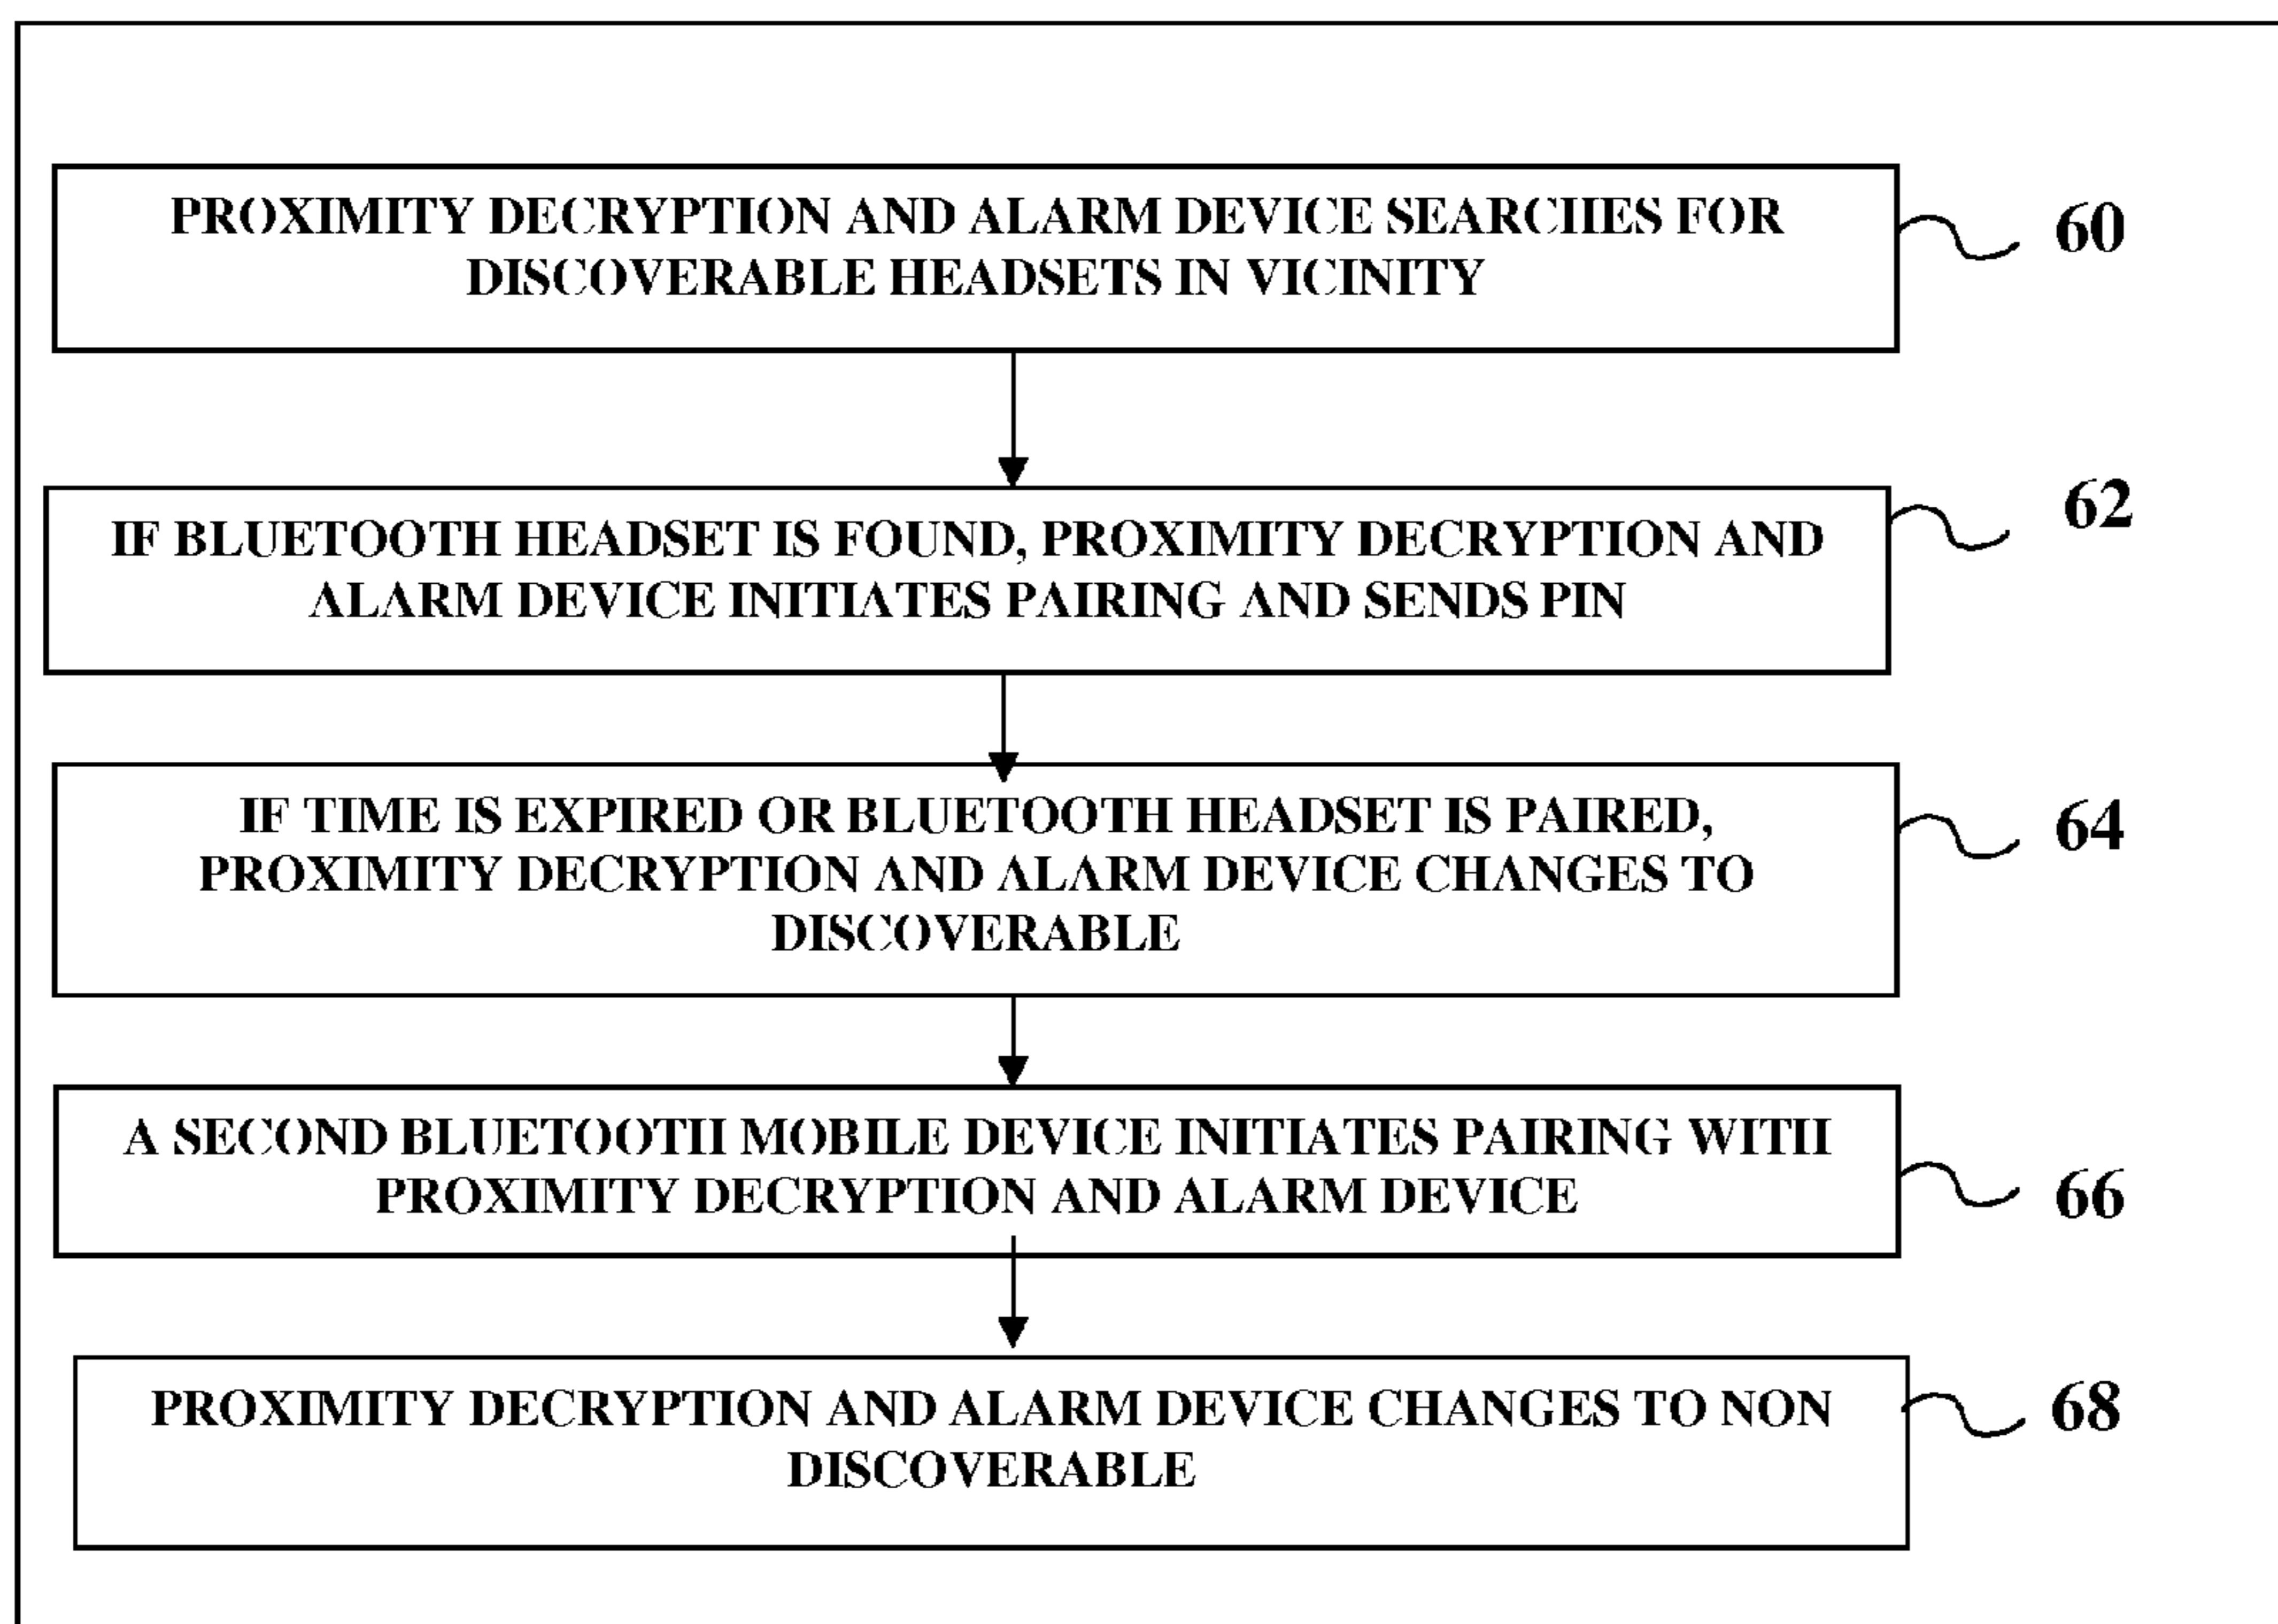 PROXIMITY DECRYPTION AND ALARM DEVICE SEARCHES FOR
DISCOVERABLE HEADSETS IN VICINITY
60
IF BLUETOOTH HEADSET IS FOUND, PROXIMITY DECRYPTION AND
ALARM DEVICE INITIATES PAIRING AND SENDS PIN
62
IF TIME IS EXPIRED OR BLUETOOTH HEADSET IS PAIRED,
PROXIMITY DECRYPTION AND ALARM DEVICE CHANGES TO
DISCOVERABLE
64
A SECOND BLUETOOTH MOBILE DEVICE INITIATES PAIRING WITH
PROXIMITY DECRYPTION AND ALARM DEVICE
66
PROXIMITY DECRYPTION AND ALARM DEVICE CHANGES TO NON
DISCOVERABLE
68